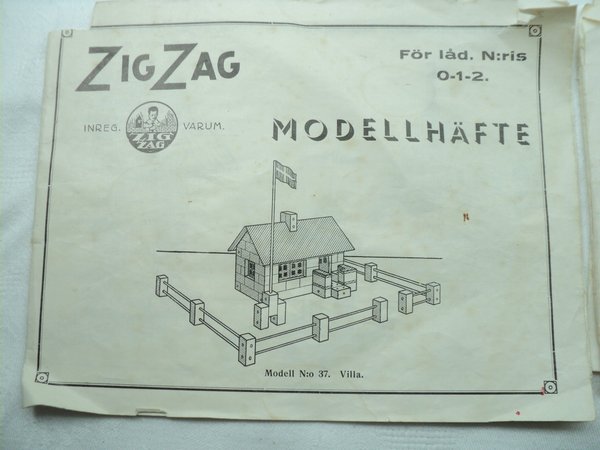 ZIGZAG
För låd. N:ris
0-1-2.
INREG. VARUM.
ZIG
ZAG
MODELLHÄFTE
Modell N:o 37. Villa.